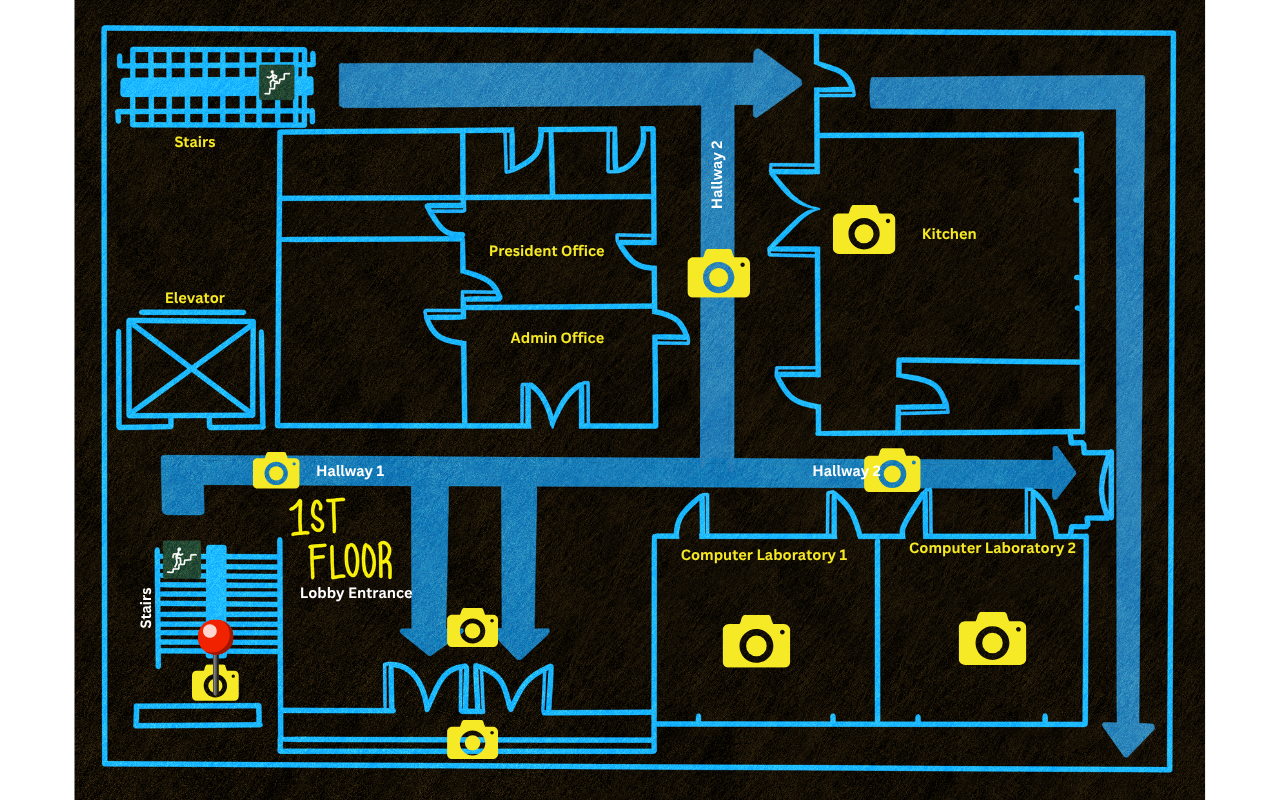 Stairs
Hallway 2
Kitchen
President Office
Elevator
Admin Office
Hallway 1
Hallway 2
1ST
FLOOR
Lobby Entrance
Computer Laboratory 1
Computer Laboratory 2
Stairs